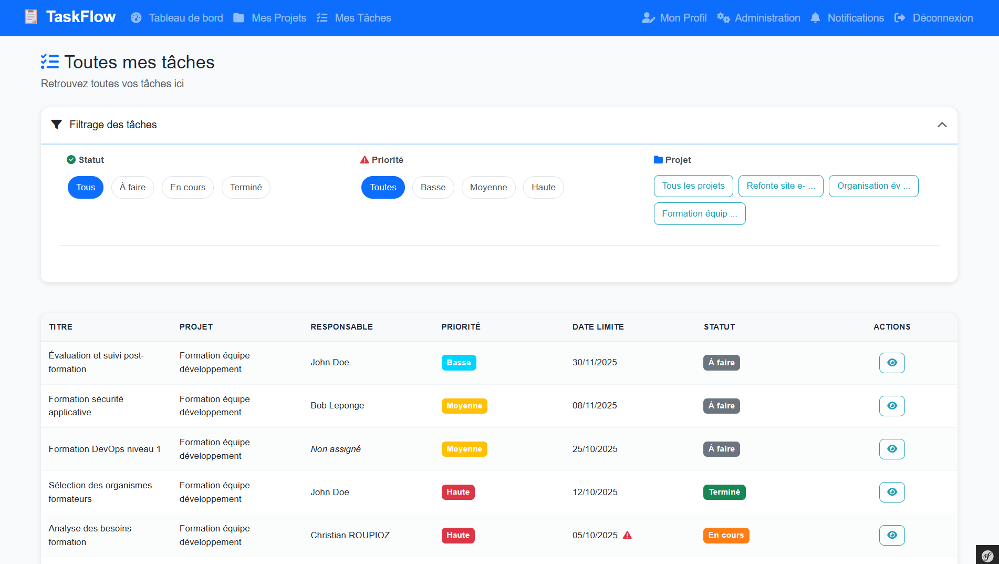 TaskFlow Tableau de bord Mes Projets Mes Tâches Mon Profil Administration Notifications Déconnexion
Toutes mes tâches
Retrouvez toutes vos tâches ici
Filtrage des tâches
Statut Priorité Projet
Tous À faire En cours Terminé Toutes Basse Moyenne Haute Tous les projets Refonte site e- ... Organisation év ...
Formation équip ...
TITRE PROJET RESPONSABLE PRIORITÉ DATE LIMITE STATUT ACTIONS
Évaluation et suivi post-
formation
Formation équipe
développement
John Doe Basse 30/11/2025 À faire
Formation sécurité
applicative
Formation équipe
développement
Bob Leponge Moyenne 08/11/2025 À faire
Formation DevOps niveau 1
Formation équipe
développement
Non assigné Moyenne 25/10/2025 À faire
Sélection des organismes
formateurs
Formation équipe
développement
John Doe Haute 12/10/2025 Terminé
Analyse des besoins
formation
Formation équipe
développement
Christian ROUPIOZ Haute 05/10/2025 En cours
sf